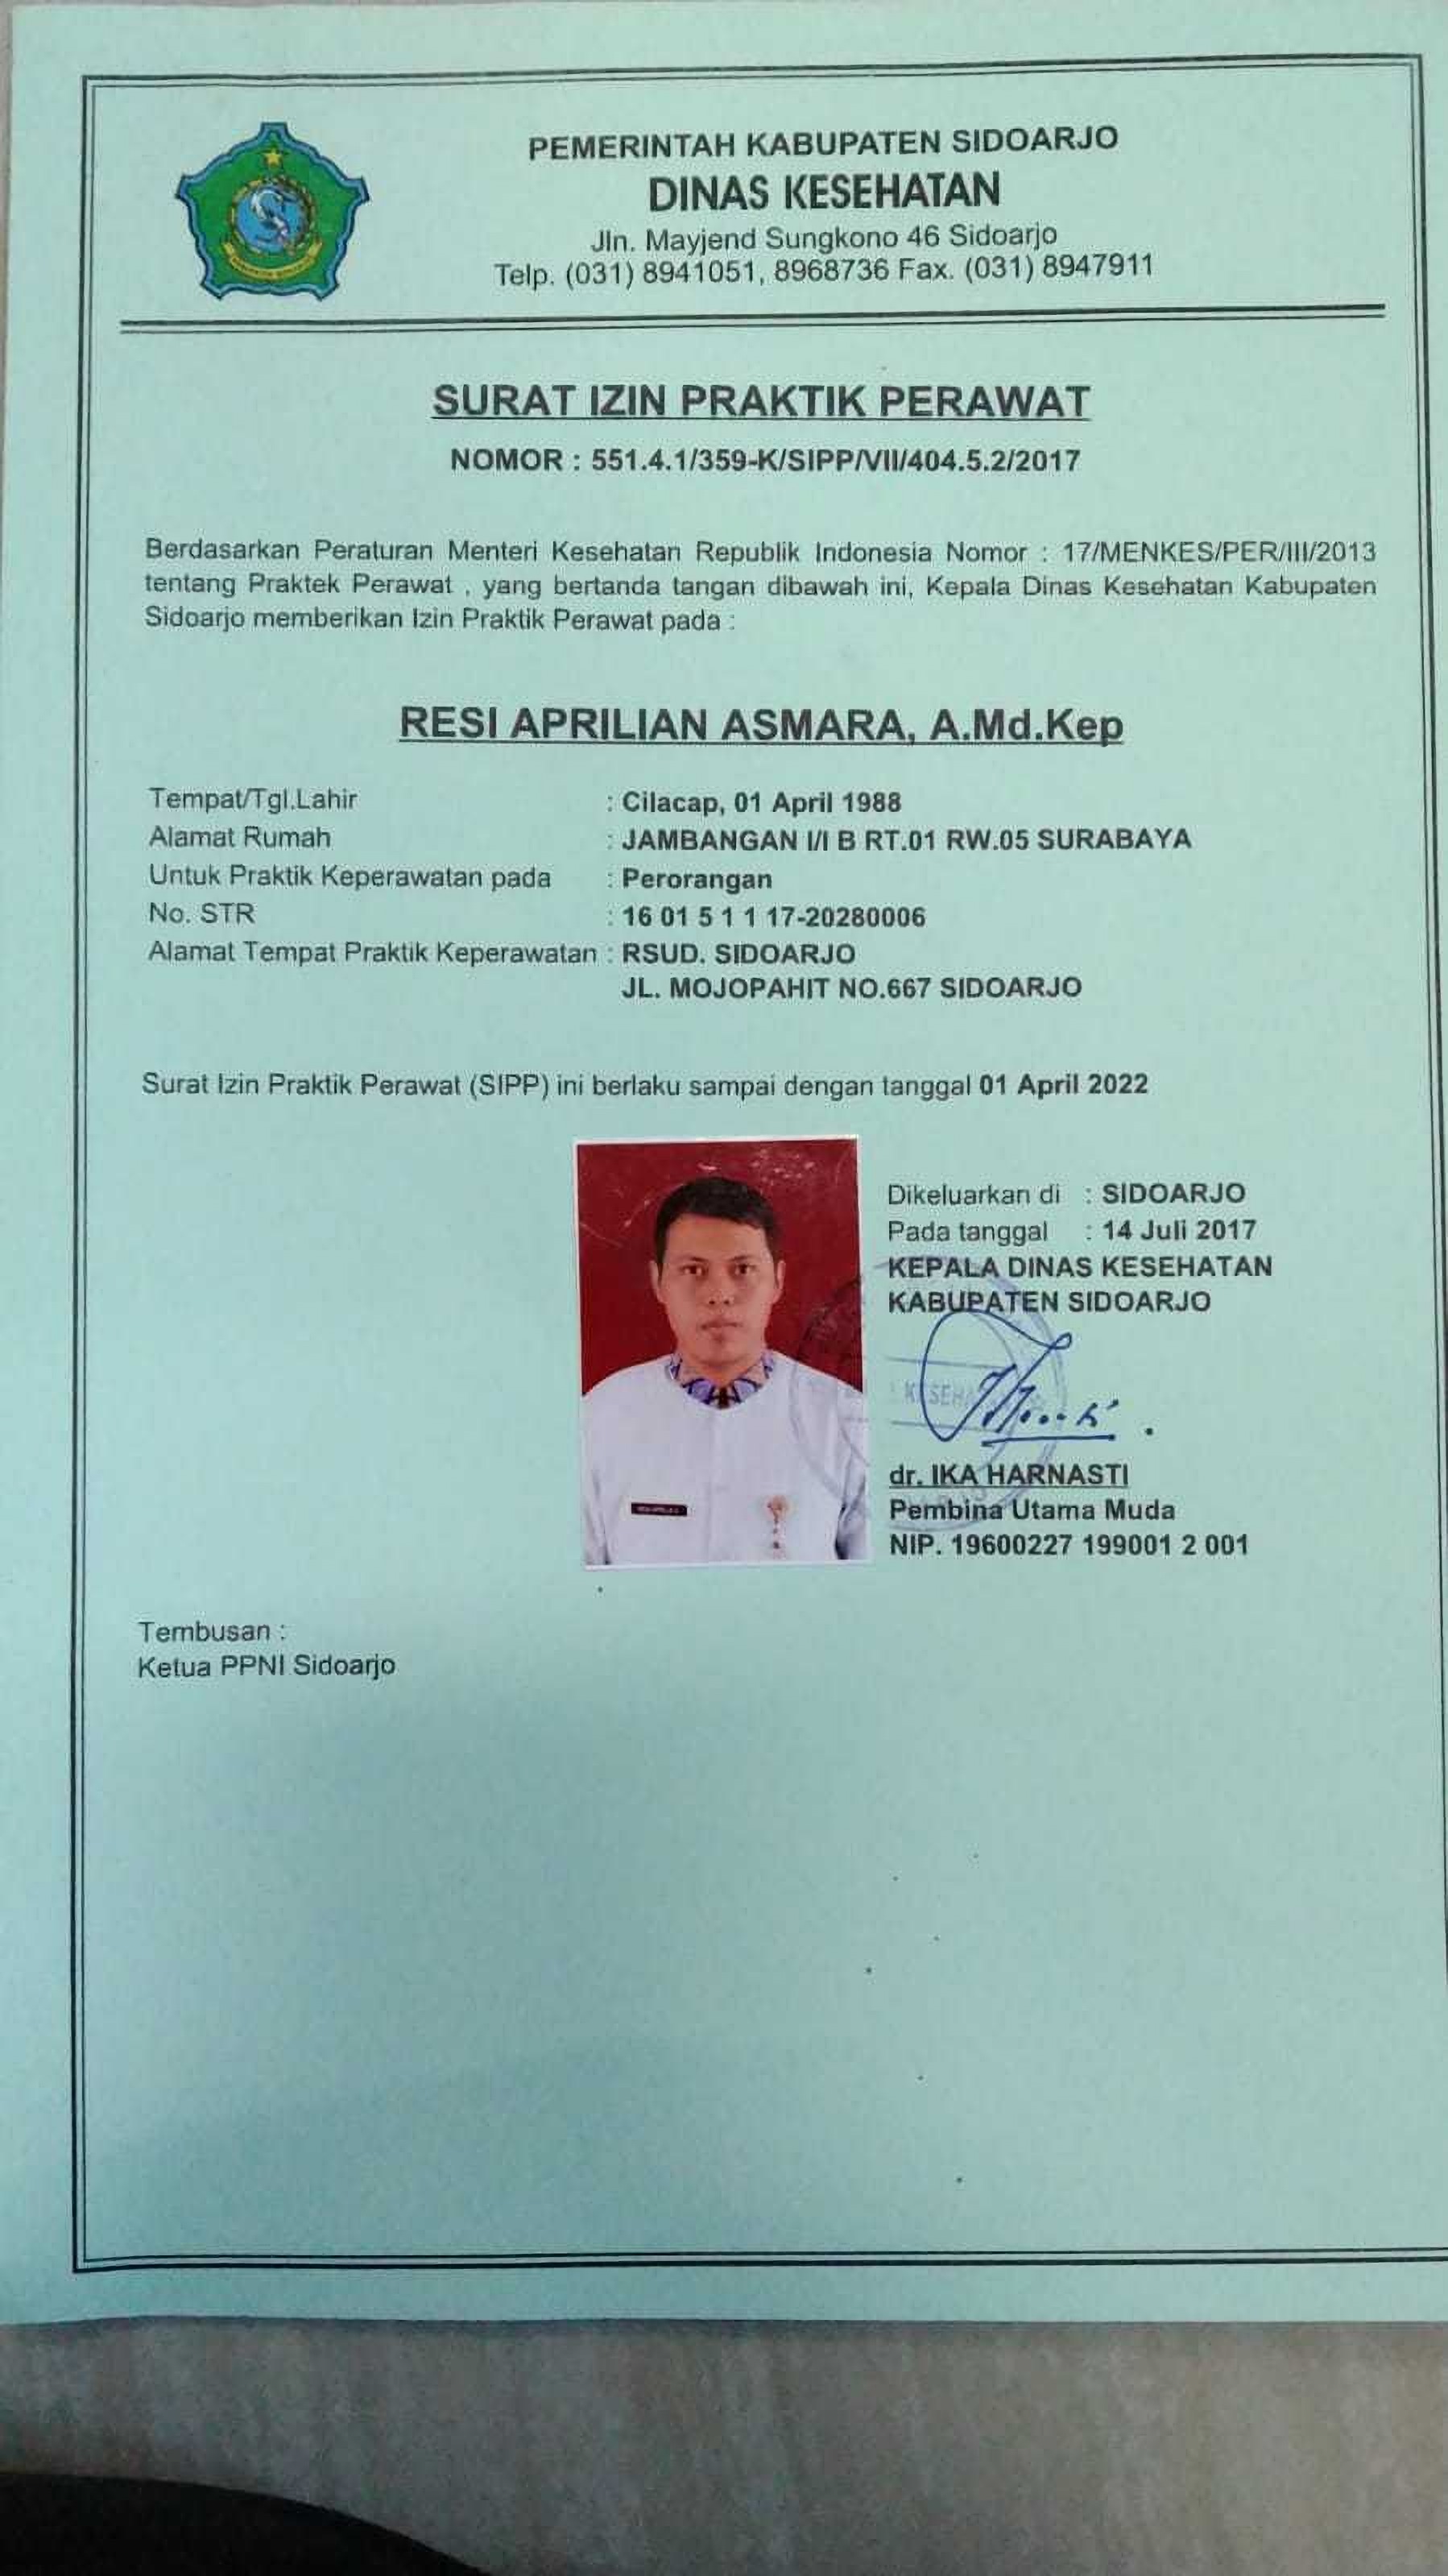 PEMERINTAH KABUPATEN SIDOARJO
DINAS KESEHATAN
Jln. Mayjend Sungkono 46 Sidoarjo
Telp. (031) 8941051, 8968736 Fax. (031) 8947911
SURAT IZIN PRAKTIK PERAWAT
NOMOR : 551.4.1/359-K/SIPP/VII/404.5.2/2017
Berdasarkan Peraturan Menteri Kesehatan Republik Indonesia Nomor : 17/MENKES/PER/III/2013
tentang Praktek Perawat , yang bertanda tangan dibawah ini, Kepala Dinas Kesehatan Kabupaten
Sidoarjo memberikan Izin Praktik Perawat pada :
RESI APRILIAN ASMARA, A.Md.Kep
Tempat/Tgl.Lahir : Cilacap, 01 April 1988
Alamat Rumah : JAMBANGAN I/I B RT.01 RW.05 SURABAYA
Untuk Praktik Keperawatan pada : Perorangan
No. STR : 16 01 5 1 1 17-20280006
Alamat Tempat Praktik Keperawatan : RSUD. SIDOARJO
JL. MOJOPAHIT NO.667 SIDOARJO
Surat Izin Praktik Perawat (SIPP) ini berlaku sampai dengan tanggal 01 April 2022
Dikeluarkan di : SIDOARJO
Pada tanggal : 14 Juli 2017
KEPALA DINAS KESEHATAN
KABUPATEN SIDOARJO
dr. IKA HARNASTI
Pembina Utama Muda
NIP. 19600227 199001 2 001
Tembusan :
Ketua PPNI Sidoarjo